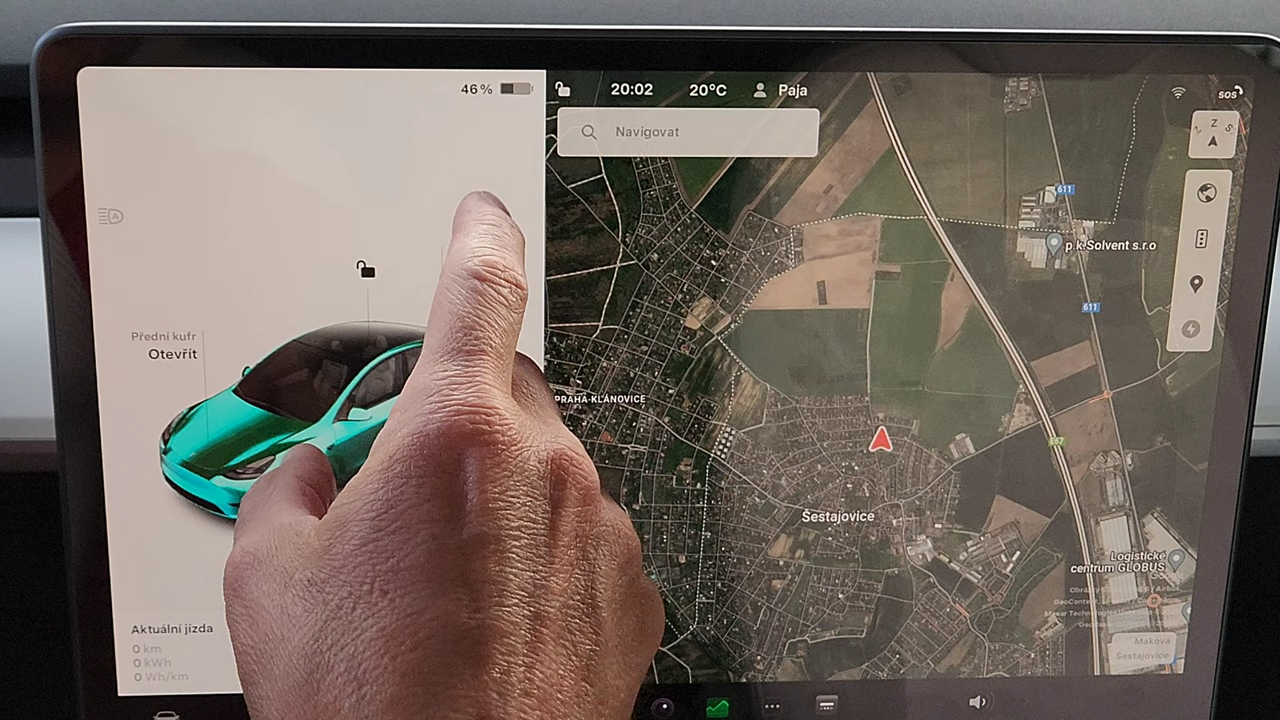 46 %
20:02
20°C
Paja
sos
Navigovat
Z
611
p.k.Solvent s.r.o
611
Přední kufr
Otevřít
PRAHA-KLÁNOVICE
E67
Šestajovice
Logistické
centrum GLOBUS
Aktuální jízda
0 km
0 kWh
0 Wh/km
Maková
Šestajovice